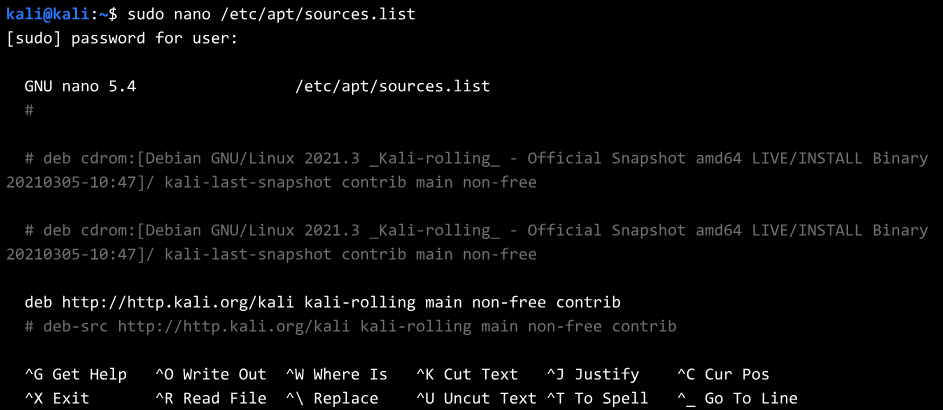 kali@kali:~$ sudo nano /etc/apt/sources.list
[sudo] password for user:
GNU nano 5.4 /etc/apt/sources.list
#
# deb cdrom:[Debian GNU/Linux 2021.3 _Kali-rolling_ - Official Snapshot amd64 LIVE/INSTALL Binary
20210305-10:47]/ kali-last-snapshot contrib main non-free
# deb cdrom:[Debian GNU/Linux 2021.3 _Kali-rolling_ - Official Snapshot amd64 LIVE/INSTALL Binary
20210305-10:47]/ kali-last-snapshot contrib main non-free
deb http://http.kali.org/kali kali-rolling main non-free contrib
# deb-src http://http.kali.org/kali kali-rolling main non-free contrib
^G Get Help ^O Write Out ^W Where Is ^K Cut Text ^J Justify ^C Cur Pos
^X Exit ^R Read File ^\ Replace ^U Uncut Text ^T To Spell ^_ Go To Line